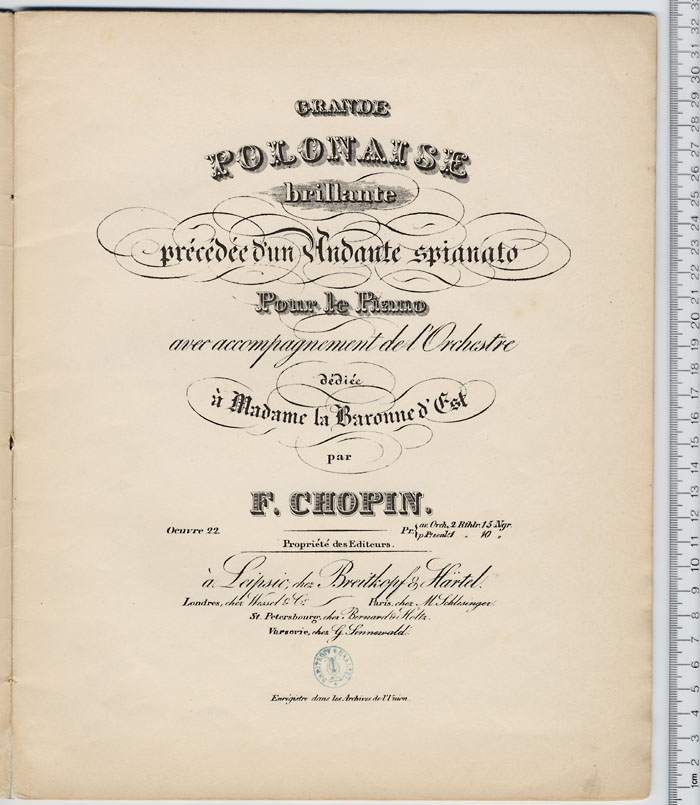 GRANDE
POLONAISE
brillante
précédée d'un Andante spianato
Pour le Piano
avec accompagnement de l'Orchestre
dédiée
à Madame la Baronne d'Est
par
F. CHOPIN.
Oeuvre 22.
Pr. av. Orch. 2 Rthlr. 15 Ngr.
p. Pscale 1 " 10 "
Propriété des Editeurs.
à Leipsic, chez Breitkopf & Härtel.
Londres, chez Wessel & Co. Paris, chez M. Schlesinger.
St. Petersbourg, chez Bernard & Holtz.
Varsovie, chez G. Sennewald.
Enrégistré dans les Archives de l'Union.